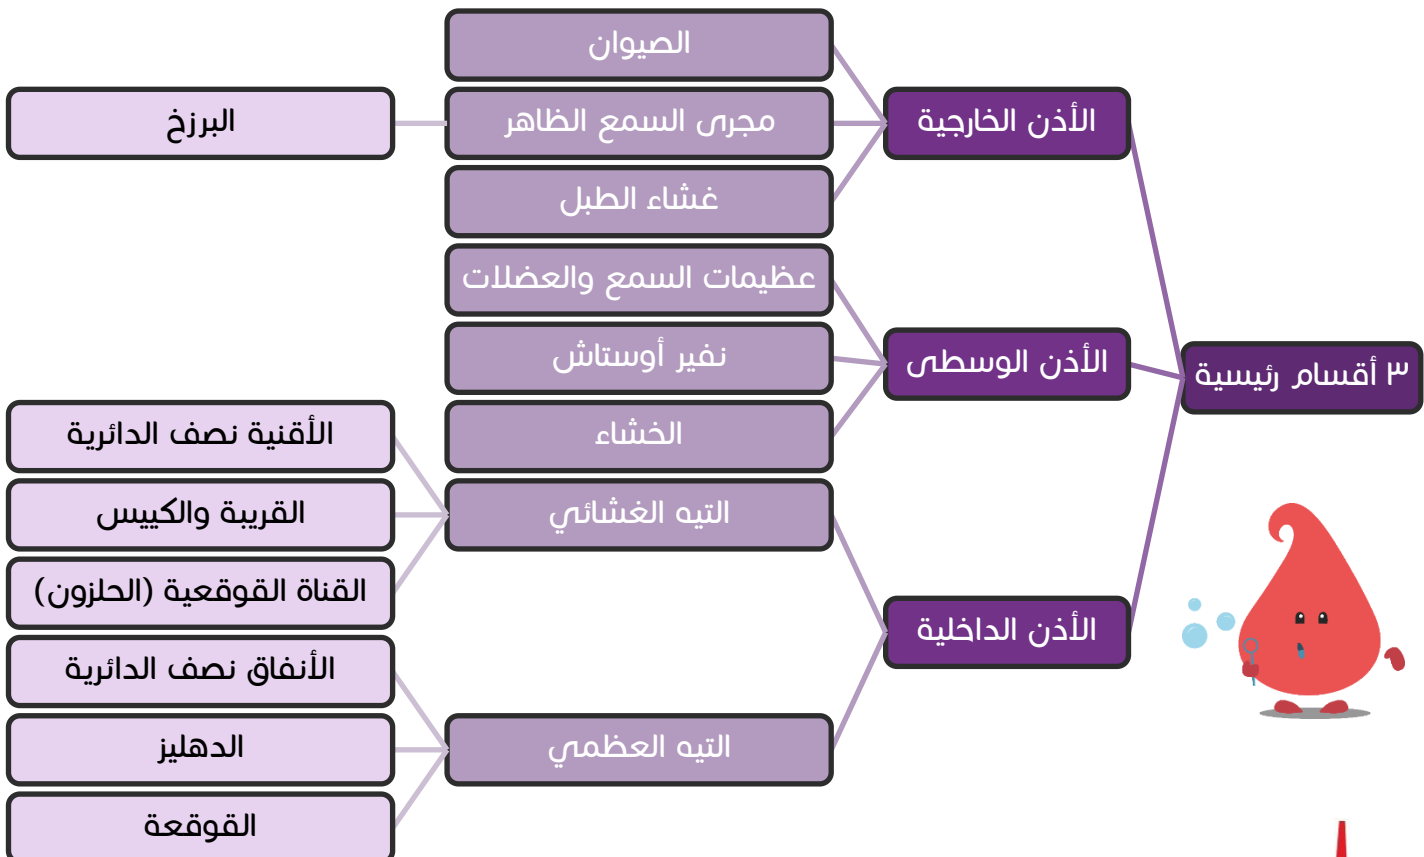 ٣ أقسام رئيسية
الأذن الخارجية
الصيوان
مجرى السمع الظاهر
البرزخ
غشاء الطبل
الأذن الوسطى
عظيمات السمع والعضلات
نفير أوستاش
الخشاء
الأذن الداخلية
التيه الغشائي
الأقنية نصف الدائرية
القريبة والكييس
القناة القوقعية (الحلزون)
التيه العظمي
الأنفاق نصف الدائرية
الدهليز
القوقعة